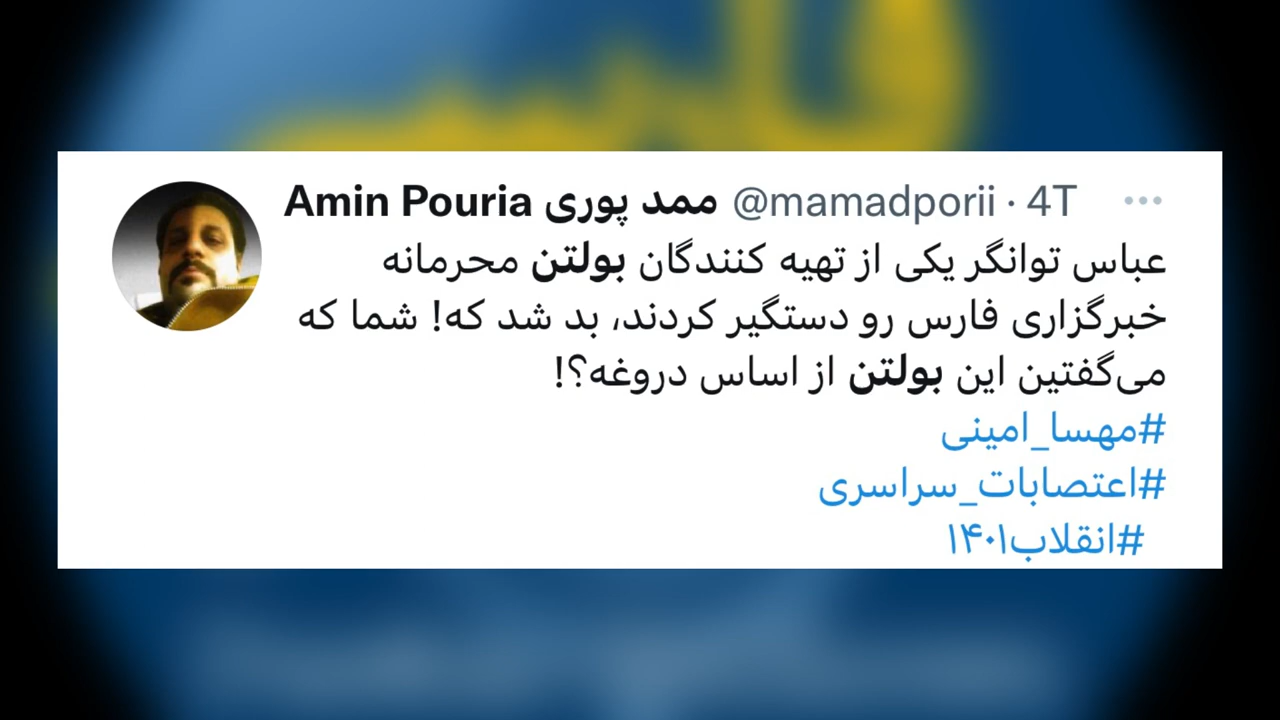 Amin Pouria ممد پوری @mamadporii · 4T
عباس توانگر یکی از تهیه کنندگان بولتن محرمانه
خبرگزاری فارس رو دستگیر کردند، بد شد که! شما که
می‌گفتین این بولتن از اساس دروغه؟!
#مهسا_امینی
#اعتصابات_سراسری
#انقلاب۱۴۰۱